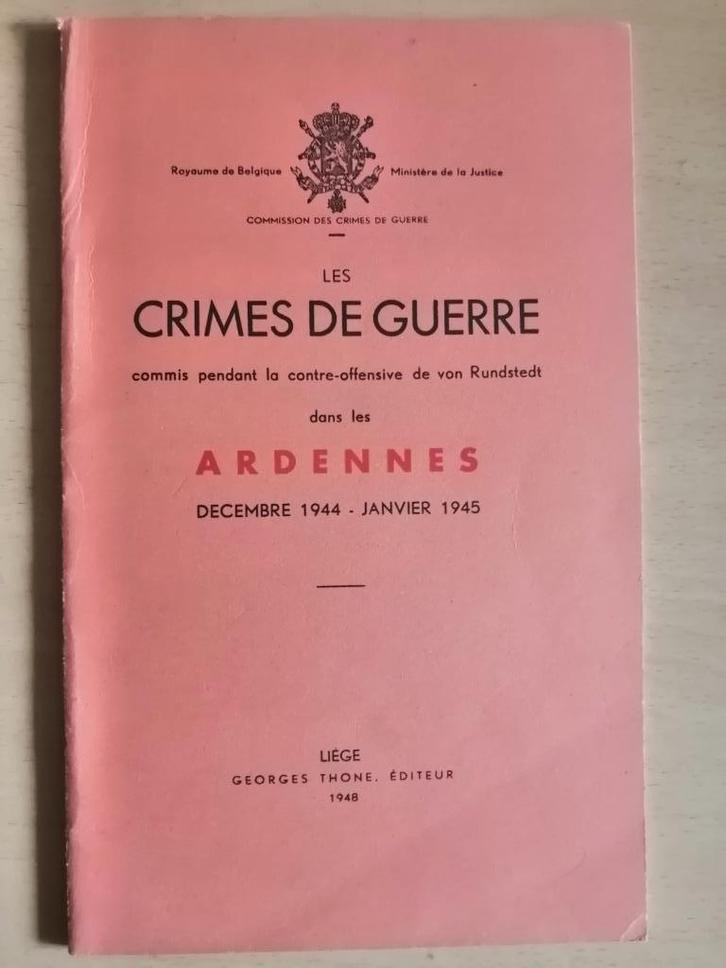 Royaume de Belgique Ministère de la Justice
COMMISSION DES CRIMES DE GUERRE
LES
CRIMES DE GUERRE
commis pendant la contre-offensive de von Rundstedt
dans les
ARDENNES
DECEMBRE 1944 - JANVIER 1945
LIÉGE
GEORGES THONE, ÉDITEUR
1948